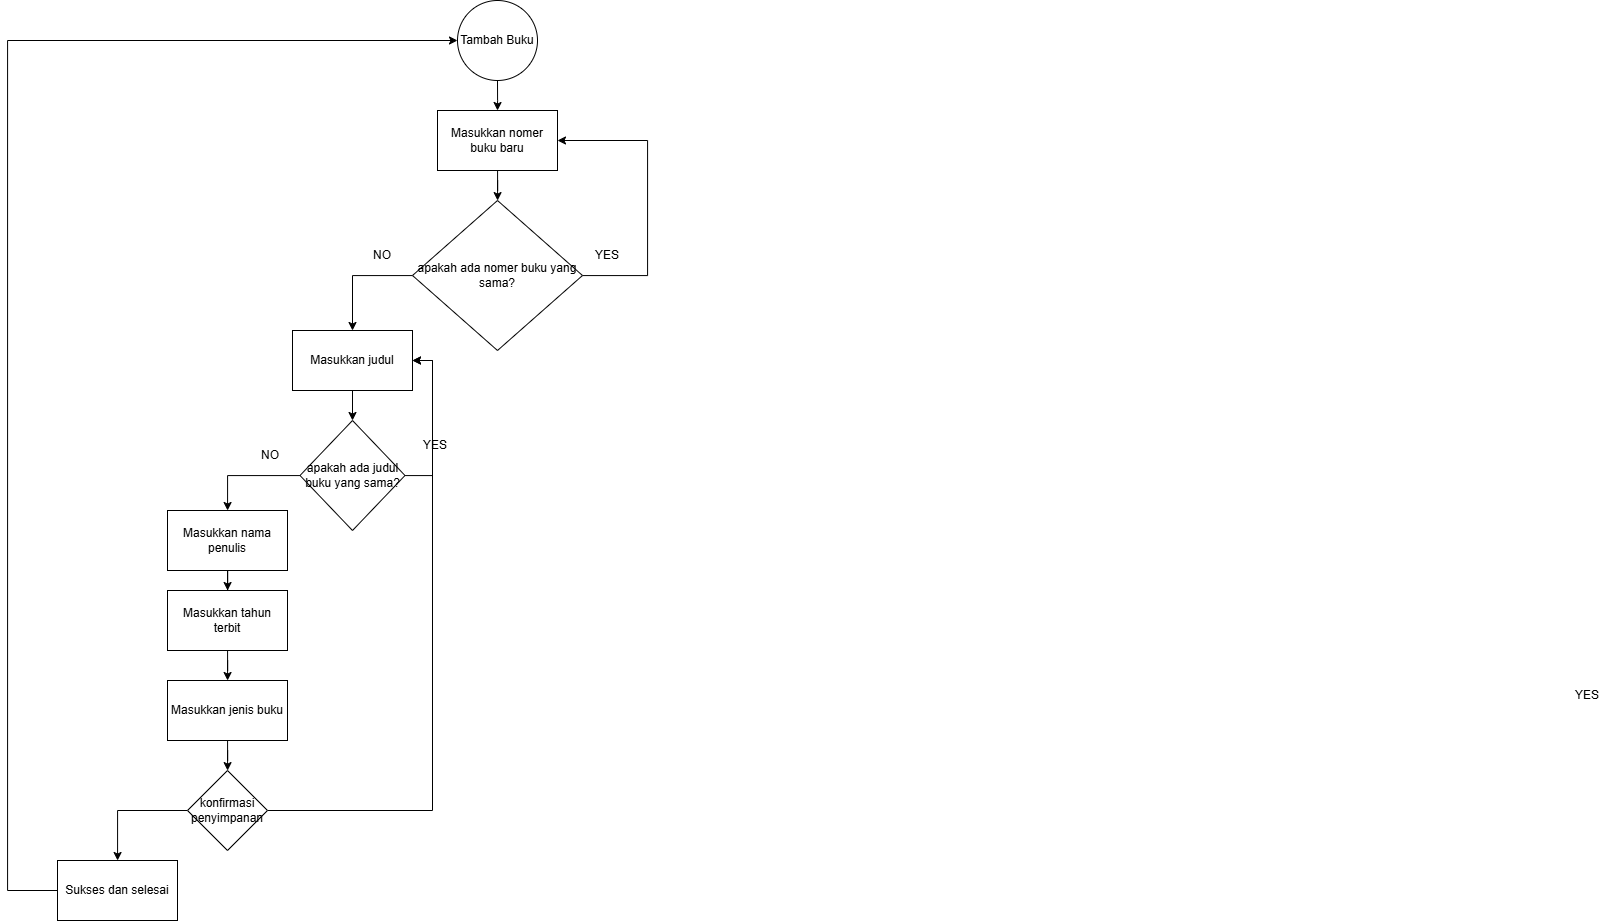 Tambah Buku
Masukkan nomer
buku baru
NO
YES
apakah ada nomer buku yang
sama?
Masukkan judul
YES
NO
apakah ada judul
buku yang sama?
Masukkan nama
penulis
Masukkan tahun
terbit
YES
Masukkan jenis buku
konfirmasi
penyimpanan
Sukses dan selesai